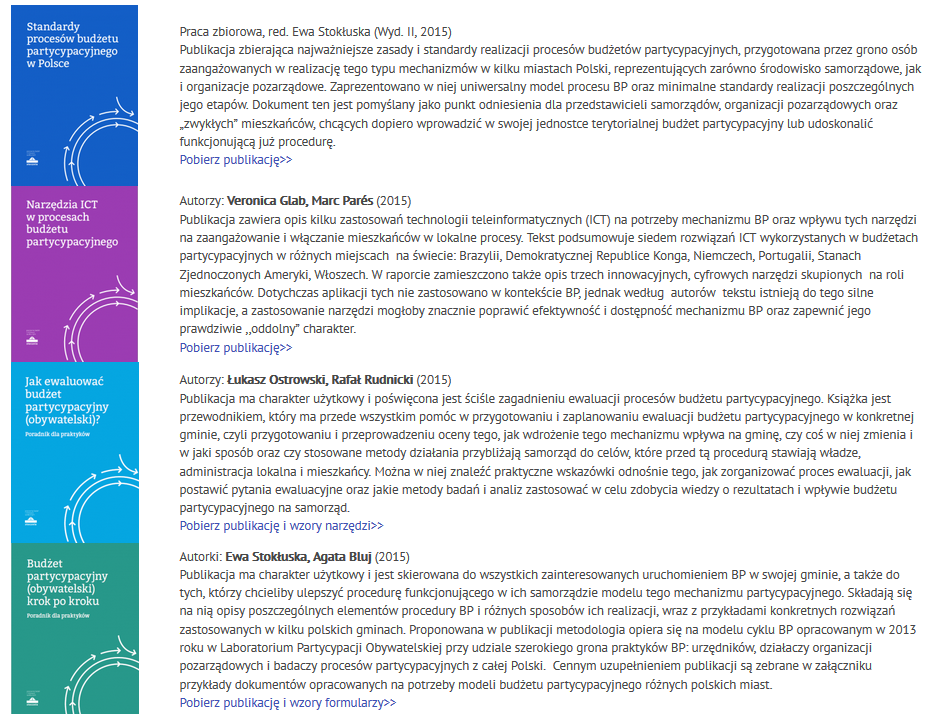 Standardy
procesów budżetu
partycypacyjnego
w Polsce
Praca zbiorowa, red. Ewa Stokłuska (Wyd. II, 2015)
Publikacja zbierająca najważniejsze zasady i standardy realizacji procesów budżetów partycypacyjnych, przygotowana przez grono osób
zaangażowanych w realizację tego typu mechanizmów w kilku miastach Polski, reprezentujących zarówno środowisko samorządowe, jak
i organizacje pozarządowe. Zaprezentowano w niej uniwersalny model procesu BP oraz minimalne standardy realizacji poszczególnych
jego etapów. Dokument ten jest pomyślany jako punkt odniesienia dla przedstawicieli samorządów, organizacji pozarządowych oraz
„zwykłych” mieszkańców, chcących dopiero wprowadzić w swojej jednostce terytorialnej budżet partycypacyjny lub udoskonalić
funkcjonującą już procedurę.
Pobierz publikację>>
Narzędzia ICT
w procesach
budżetu
partycypacyjnego
Autorzy: Veronica Glab, Marc Parés (2015)
Publikacja zawiera opis kilku zastosowań technologii teleinformatycznych (ICT) na potrzeby mechanizmu BP oraz wpływu tych narzędzi
na zaangażowanie i włączanie mieszkańców w lokalne procesy. Tekst podsumowuje siedem rozwiązań ICT wykorzystanych w budżetach
partycypacyjnych w różnych miejscach  na świecie: Brazylii, Demokratycznej Republice Konga, Niemczech, Portugalii, Stanach
Zjednoczonych Ameryki, Włoszech. W raporcie zamieszczono także opis trzech innowacyjnych, cyfrowych narzędzi skupionych  na roli
mieszkańców. Dotychczas aplikacji tych nie zastosowano w kontekście BP, jednak według  autorów  tekstu istnieją do tego silne
implikacje, a zastosowanie narzędzi mogłoby znacznie poprawić efektywność i dostępność mechanizmu BP oraz zapewnić jego
prawdziwie ,,oddolny” charakter.
Pobierz publikację>>
Jak ewaluować
budżet
partycypacyjny
(obywatelski)?
Poradnik dla praktyków
Autorzy: Łukasz Ostrowski, Rafał Rudnicki (2015)
Publikacja ma charakter użytkowy i poświęcona jest ściśle zagadnieniu ewaluacji procesów budżetu partycypacyjnego. Książka jest
przewodnikiem, który ma przede wszystkim pomóc w przygotowaniu i zaplanowaniu ewaluacji budżetu partycypacyjnego w konkretnej
gminie, czyli przygotowaniu i przeprowadzeniu oceny tego, jak wdrożenie tego mechanizmu wpływa na gminę, czy coś w niej zmienia i
w jaki sposób oraz czy stosowane metody działania przybliżają samorząd do celów, które przed tą procedurą stawiają władze,
administracja lokalna i mieszkańcy. Można w niej znaleźć praktyczne wskazówki odnośnie tego, jak zorganizować proces ewaluacji, jak
postawić pytania ewaluacyjne oraz jakie metody badań i analiz zastosować w celu zdobycia wiedzy o rezultatach i wpływie budżetu
partycypacyjnego na samorząd.
Pobierz publikację i wzory narzędzi>>
Budżet
partycypacyjny
(obywatelski)
krok po kroku
Poradnik dla praktyków
Autorki: Ewa Stokłuska, Agata Bluj (2015)
Publikacja ma charakter użytkowy i jest skierowana do wszystkich zainteresowanych uruchomieniem BP w swojej gminie, a także do
tych, którzy chcieliby ulepszyć procedurę funkcjonującego w ich samorządzie modelu tego mechanizmu partycypacyjnego. Składają się
na nią opisy poszczególnych elementów procedury BP i różnych sposobów ich realizacji, wraz z przykładami konkretnych rozwiązań
zastosowanych w kilku polskich gminach. Proponowana w publikacji metodologia opiera się na modelu cyklu BP opracowanym w 2013
roku w Laboratorium Partycypacji Obywatelskiej przy udziale szerokiego grona praktyków BP: urzędników, działaczy organizacji
pozarządowych i badaczy procesów partycypacyjnych z całej Polski.  Cennym uzupełnieniem publikacji są zebrane w załączniku
przykłady dokumentów opracowanych na potrzeby modeli budżetu partycypacyjnego różnych polskich miast.
Pobierz publikację i wzory formularzy>>